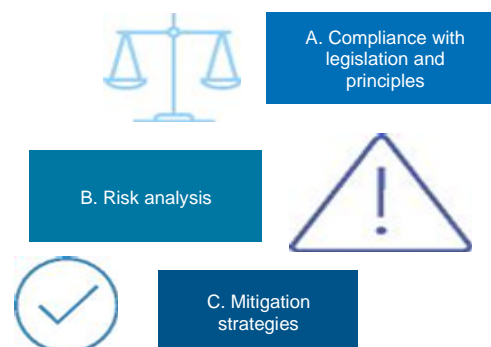 A. Compliance with
legislation and
principles
B. Risk analysis
C. Mitigation
strategies